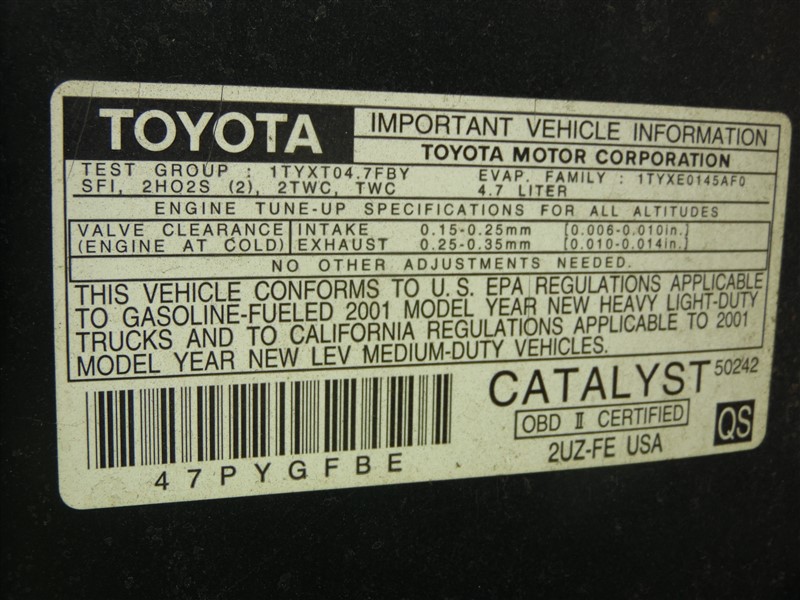 TOYOTA
IMPORTANT VEHICLE INFORMATION
TOYOTA MOTOR CORPORATION
TEST GROUP : 1TYXT04.7FBY EVAP. FAMILY : 1TYXE0145AF0
SFI, 2HO2S (2), 2TWC, TWC 4.7 LITER
ENGINE TUNE-UP SPECIFICATIONS FOR ALL ALTITUDES
VALVE CLEARANCE INTAKE 0.15-0.25mm [0.006-0.010in.]
(ENGINE AT COLD) EXHAUST 0.25-0.35mm [0.010-0.014in.]
NO OTHER ADJUSTMENTS NEEDED.
THIS VEHICLE CONFORMS TO U.S. EPA REGULATIONS APPLICABLE
TO GASOLINE-FUELED 2001 MODEL YEAR NEW HEAVY LIGHT-DUTY
TRUCKS AND TO CALIFORNIA REGULATIONS APPLICABLE TO 2001
MODEL YEAR NEW LEV MEDIUM-DUTY VEHICLES.
47PYGFBE
CATALYST 50242
OBD II CERTIFIED
2UZ-FE USA
QS